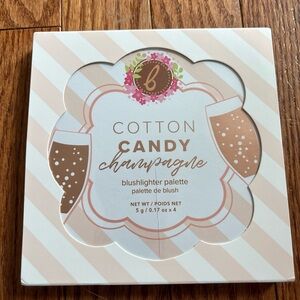 b
COTTON
CANDY
champagne
blushlighter palette
palette de blush
NET WT / POIDS NET
5 g / 0.17 oz x 4